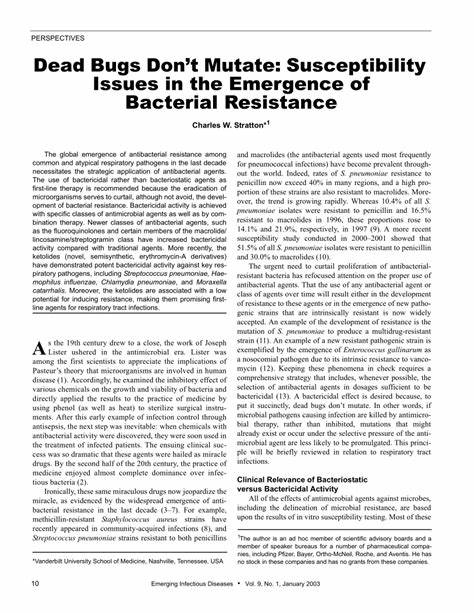 PERSPECTIVES
Dead Bugs Don't Mutate: Susceptibility
Issues in the Emergence of
Bacterial Resistance
Charles W. Stratton*1
The global emergence of antibacterial resistance among
common and atypical respiratory pathogens in the last decade
necessitates the strategic application of antibacterial agents.
The use of bactericidal rather than bacteriostatic agents as
first-line therapy is recommended because the eradication of
microorganisms serves to curtail, although not avoid, the devel-
opment of bacterial resistance. Bactericidal activity is achieved
with specific classes of antimicrobial agents as well as by com-
bination therapy. Newer classes of antibacterial agents, such
as the fluoroquinolones and certain members of the macrolide/
lincosamine/streptogramin class have increased bactericidal
activity compared with traditional agents. More recently, the
ketolides (novel, semisynthetic, erythromycin-A derivatives)
have demonstrated potent bactericidal activity against key res-
piratory pathogens, including Streptococcus pneumoniae, Hae-
mophilus influenzae, Chlamydia pneumoniae, and Moraxella
catarrhalis. Moreover, the ketolides are associated with a low
potential for inducing resistance, making them promising first-
line agents for respiratory tract infections.
As the 19th century drew to a close, the work of Joseph
Lister ushered in the antimicrobial era. Lister was
among the first scientists to appreciate the implications of
Pasteur's theory that microorganisms are involved in human
disease (1). Accordingly, he examined the inhibitory effect of
various chemicals on the growth and viability of bacteria and
directly applied the results to the practice of medicine by
using phenol (as well as heat) to sterilize surgical instru-
ments. After this early example of infection control through
antisepsis, the next step was inevitable: when chemicals with
antibacterial activity were discovered, they were soon used in
the treatment of infected patients. The ensuing clinical suc-
cess was so dramatic that these agents were hailed as miracle
drugs. By the second half of the 20th century, the practice of
medicine enjoyed almost complete dominance over infec-
tious bacteria (2).
Ironically, these same miraculous drugs now jeopardize the
miracle, as evidenced by the widespread emergence of anti-
bacterial resistance in the last decade (3–7). For example,
methicillin-resistant Staphylococcus aureus strains have
recently appeared in community-acquired infections (8), and
Streptococcus pneumoniae strains resistant to both penicillins
*Vanderbilt University School of Medicine, Nashville, Tennessee, USA
and macrolides (the antibacterial agents used most frequently
for pneumococcal infections) have become prevalent through-
out the world. Indeed, rates of S. pneumoniae resistance to
penicillin now exceed 40% in many regions, and a high pro-
portion of these strains are also resistant to macrolides. More-
over, the trend is growing rapidly. Whereas 10.4% of all S.
pneumoniae isolates were resistant to penicillin and 16.5%
resistant to macrolides in 1996, these proportions rose to
14.1% and 21.9%, respectively, in 1997 (9). A more recent
susceptibility study conducted in 2000–2001 showed that
51.5% of all S. pneumoniae isolates were resistant to penicillin
and 30.0% to macrolides (10).
The urgent need to curtail proliferation of antibacterial-
resistant bacteria has refocused attention on the proper use of
antibacterial agents. That the use of any antibacterial agent or
class of agents over time will result either in the development
of resistance to these agents or in the emergence of new patho-
genic strains that are intrinsically resistant is now widely
accepted. An example of the development of resistance is the
mutation of S. pneumoniae to produce a multidrug-resistant
strain (11). An example of a new resistant pathogenic strain is
exemplified by the emergence of Enterococcus gallinarum as
a nosocomial pathogen due to its intrinsic resistance to vanco-
mycin (12). Keeping these phenomena in check requires a
comprehensive strategy that includes, whenever possible, the
selection of antibacterial agents in dosages sufficient to be
bactericidal (13). A bactericidal effect is desired because, to
put it succinctly, dead bugs don't mutate. In other words, if
microbial pathogens causing infection are killed by antimicro-
bial therapy, rather than inhibited, mutations that might
already exist or occur under the selective pressure of the anti-
microbial agent are less likely to be promulgated. This princi-
ple will be briefly reviewed in relation to respiratory tract
infections.
Clinical Relevance of Bacteriostatic
versus Bactericidal Activity
All of the effects of antimicrobial agents against microbes,
including the delineation of microbial resistance, are based
upon the results of in vitro susceptibility testing. Most of these
1The author is an ad hoc member of scientific advisory boards and a
member of speaker bureaus for a number of pharmaceutical compa-
nies, including Pfizer, Bayer, Ortho-McNeil, Roche, and Aventis. He has
no stock in these companies and has no grants from these companies.
10
Emerging Infectious Diseases • Vol. 9, No. 1, January 2003